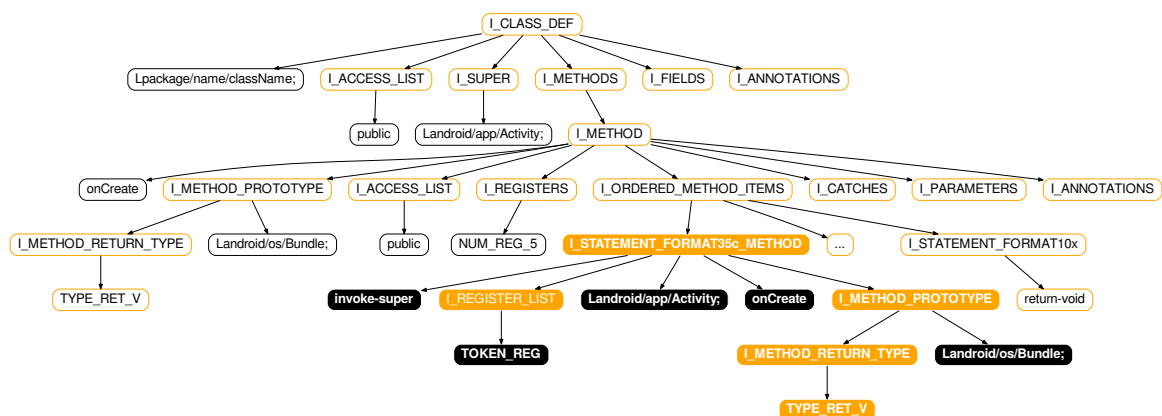 I_CLASS_DEF
Lpackage/name/className;
I_ACCESS_LIST
I_SUPER
I_METHODS
I_FIELDS
I_ANNOTATIONS
public
Landroid/app/Activity;
I_METHOD
onCreate
I_METHOD_PROTOTYPE
I_ACCESS_LIST
I_REGISTERS
I_ORDERED_METHOD_ITEMS
I_CATCHES
I_PARAMETERS
I_ANNOTATIONS
I_METHOD_RETURN_TYPE
Landroid/os/Bundle;
public
NUM_REG_5
I_STATEMENT_FORMAT35c_METHOD
...
I_STATEMENT_FORMAT10x
TYPE_RET_V
invoke-super
I_REGISTER_LIST
Landroid/app/Activity;
onCreate
I_METHOD_PROTOTYPE
return-void
TOKEN_REG
I_METHOD_RETURN_TYPE
Landroid/os/Bundle;
TYPE_RET_V